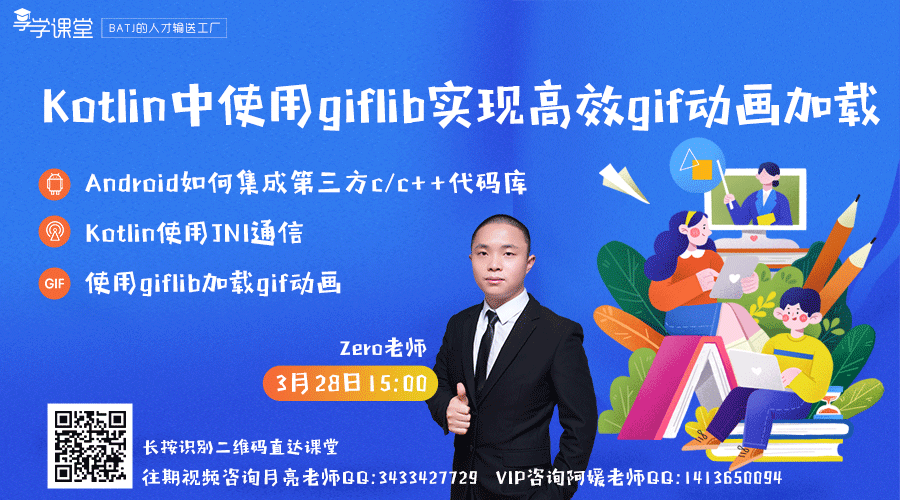 享学课堂
BATJ的人才输送工厂
Kotlin中使用giflib实现高效gif动画加载
Android如何集成第三方c/c++代码库
Kotlin使用JNI通信
GIF
使用giflib加载gif动画
Zero老师
3月28日15:00
长按识别二维码直达课堂
往期视频咨询月亮老师QQ:3433427729 VIP咨询阿媛老师QQ:1413650094